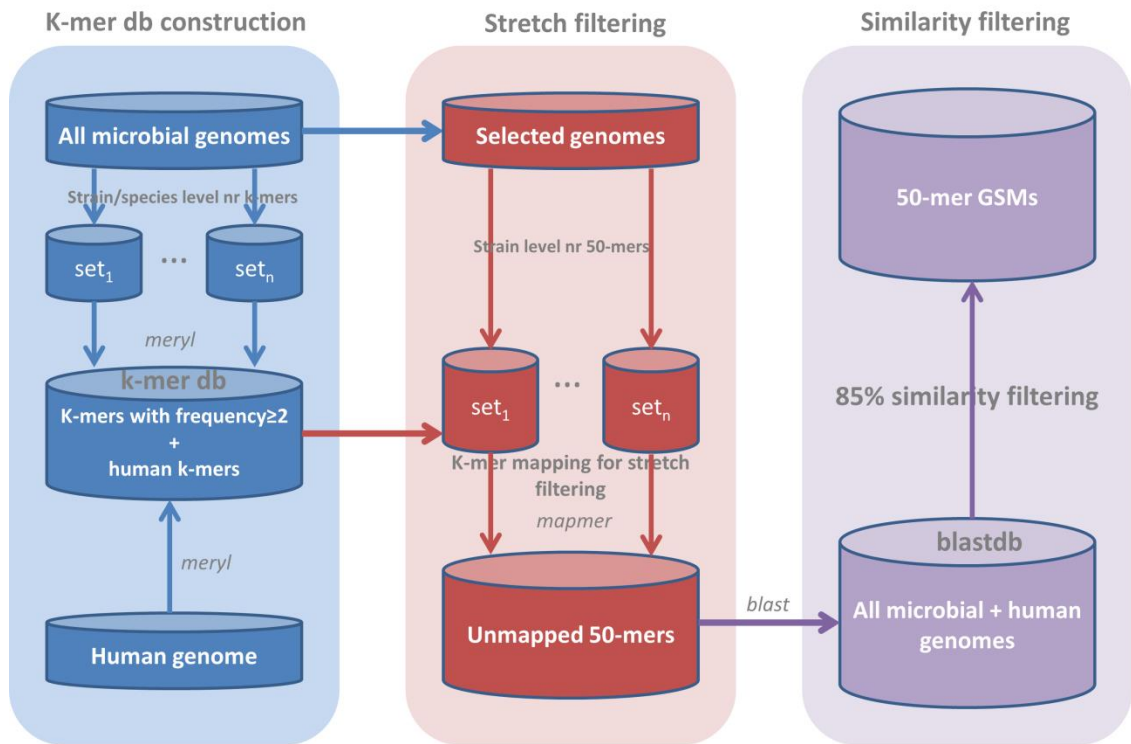 K-mer db construction
All microbial genomes
Strain/species level nr k-mers
set1
...
setn
meryl
k-mer db
K-mers with frequency≥2
+
human k-mers
meryl
Human genome
Stretch filtering
Selected genomes
Strain level nr 50-mers
set1
...
setn
K-mer mapping for stretch
filtering
mapmer
Unmapped 50-mers
blast
Similarity filtering
50-mer GSMs
85% similarity filtering
blastdb
All microbial + human
genomes